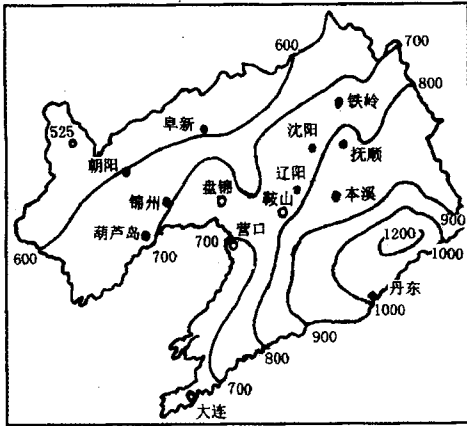 600
700
800
铁岭
阜新
525
沈阳
抚顺
朝阳
辽阳
盘锦
鞍山
本溪
锦州
葫芦岛
700
营口
900
1200
1000
600
700
丹东
1000
900
800
700
大连